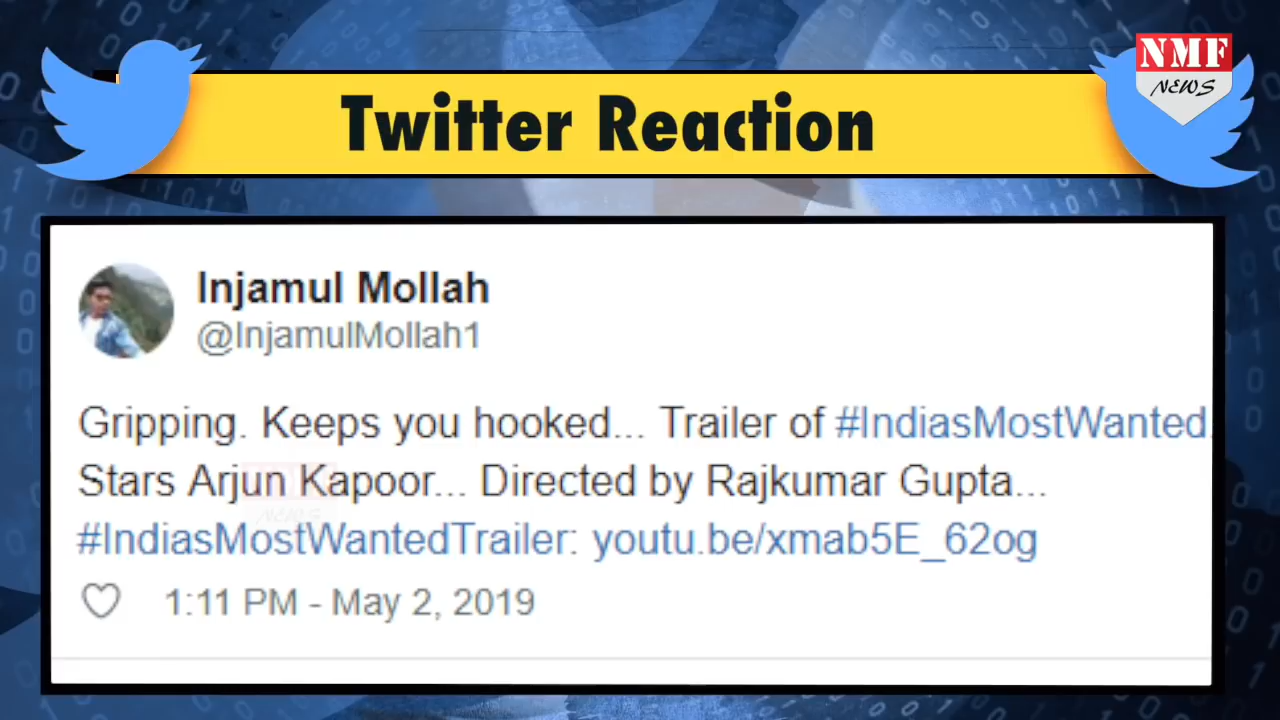 NMF
NEWS
Twitter Reaction
Injamul Mollah
@InjamulMollah1
Gripping. Keeps you hooked... Trailer of #IndiasMostWanted.
Stars Arjun Kapoor... Directed by Rajkumar Gupta...
#IndiasMostWantedTrailer: youtu.be/xmab5E_62og
1:11 PM - May 2, 2019